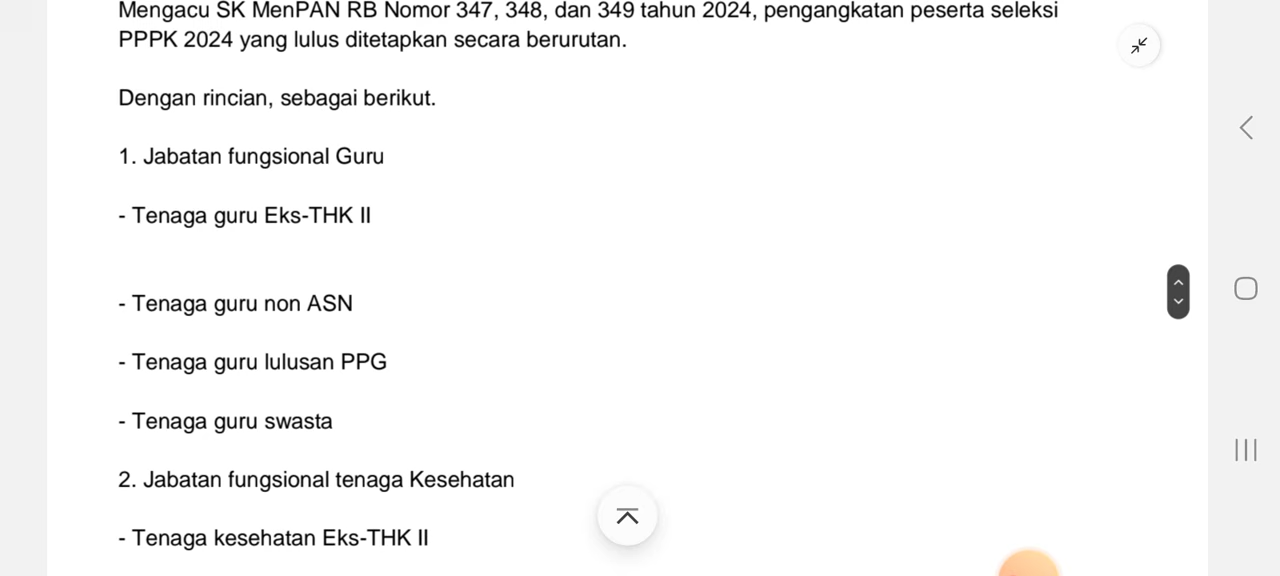 Mengacu SK MenPAN RB Nomor 347, 348, dan 349 tahun 2024, pengangkatan peserta seleksi
PPPK 2024 yang lulus ditetapkan secara berurutan.
Dengan rincian, sebagai berikut.
1. Jabatan fungsional Guru
- Tenaga guru Eks-THK II
- Tenaga guru non ASN
- Tenaga guru lulusan PPG
- Tenaga guru swasta
2. Jabatan fungsional tenaga Kesehatan
- Tenaga kesehatan Eks-THK II